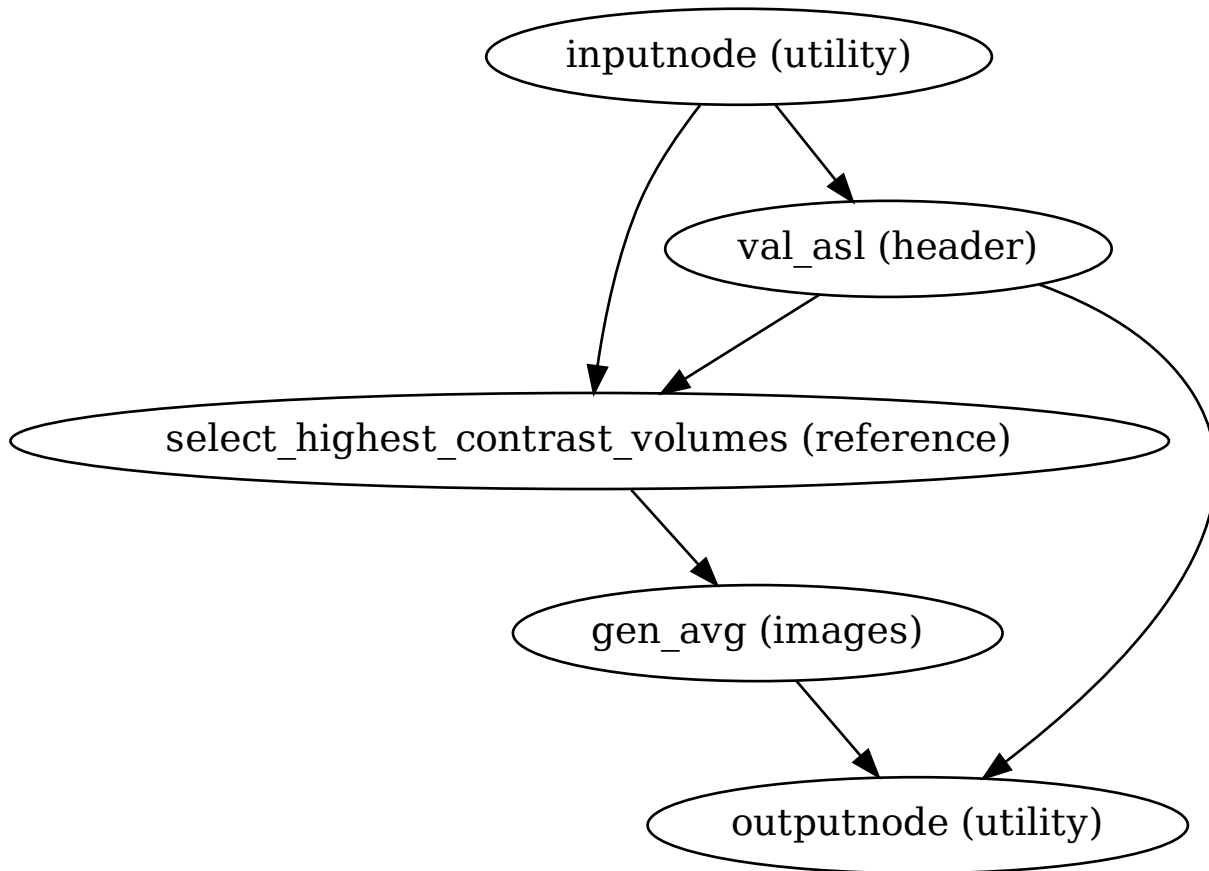 inputnode (utility)
val_asl (header)
select_highest_contrast_volumes (reference)
gen_avg (images)
outputnode (utility)